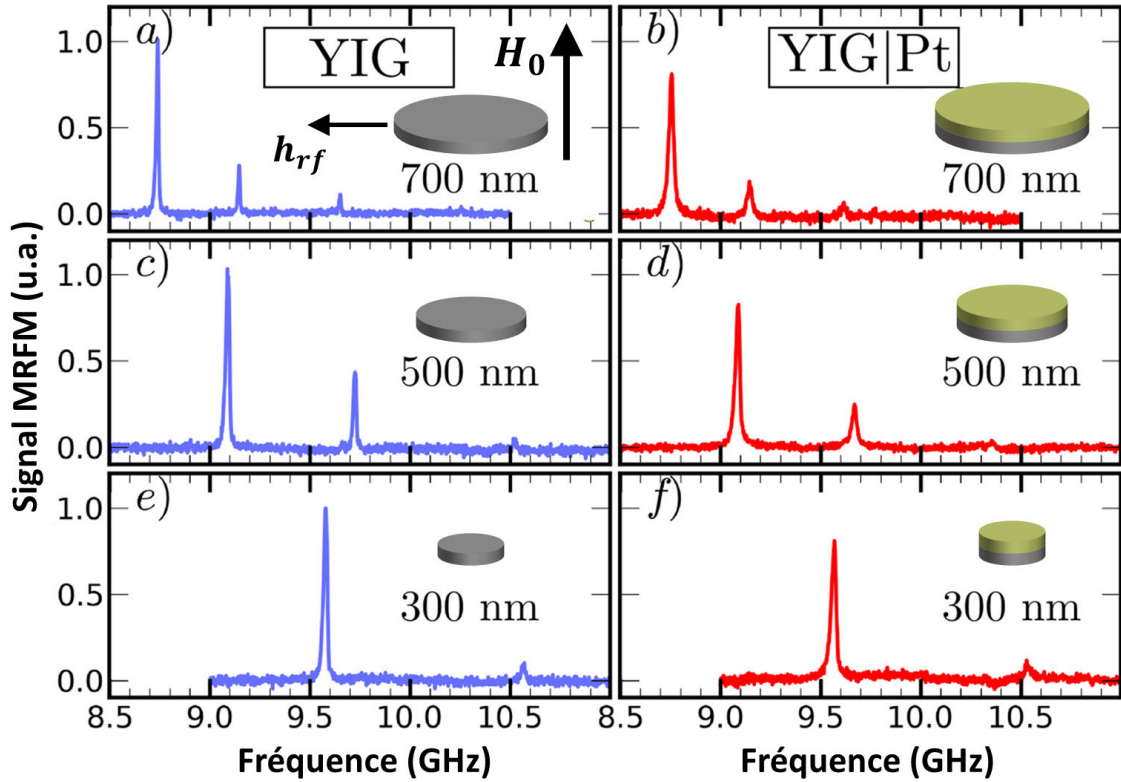 Signal MRFM (u.a.)
a)
YIG
H₀
h_rf
700 nm
1.0
0.5
0.0
b)
YIG|Pt
700 nm
c)
500 nm
1.0
0.5
0.0
d)
500 nm
e)
300 nm
1.0
0.5
0.0
f)
300 nm
8.5 9.0 9.5 10.0 10.5 8.5 9.0 9.5 10.0 10.5
Fréquence (GHz) Fréquence (GHz)